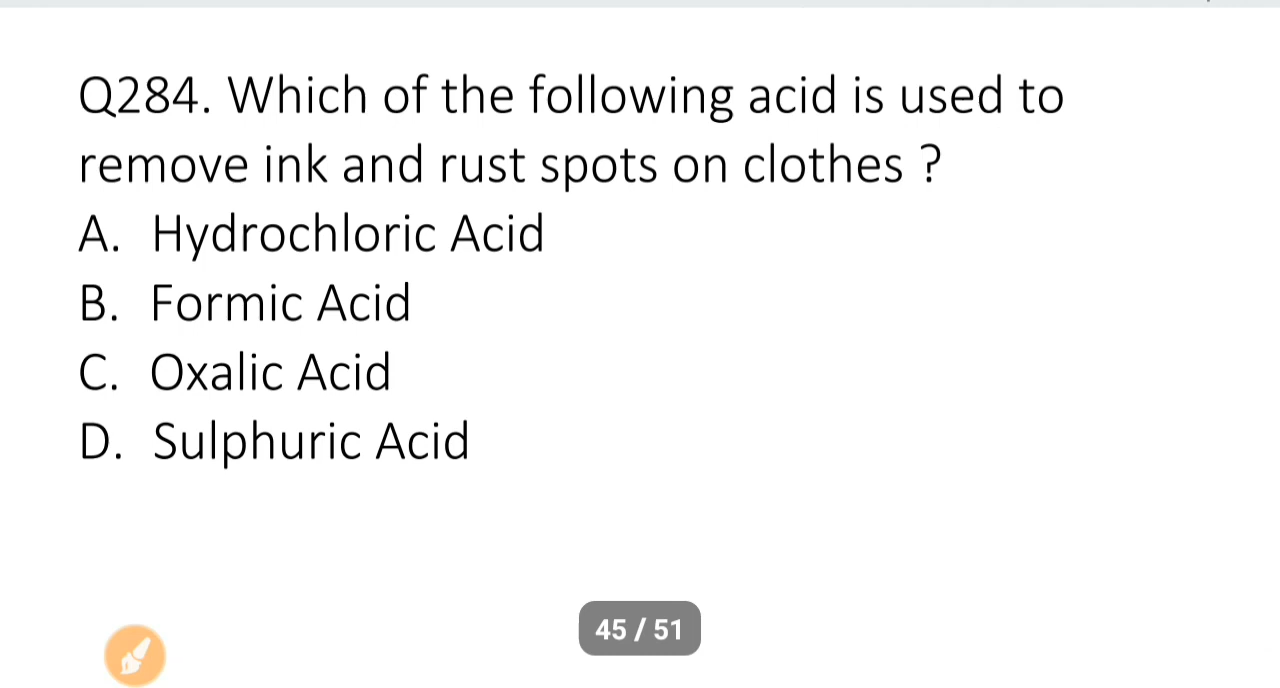 Q284. Which of the following acid is used to
remove ink and rust spots on clothes ?
A. Hydrochloric Acid
B. Formic Acid
C. Oxalic Acid
D. Sulphuric Acid
45 / 51